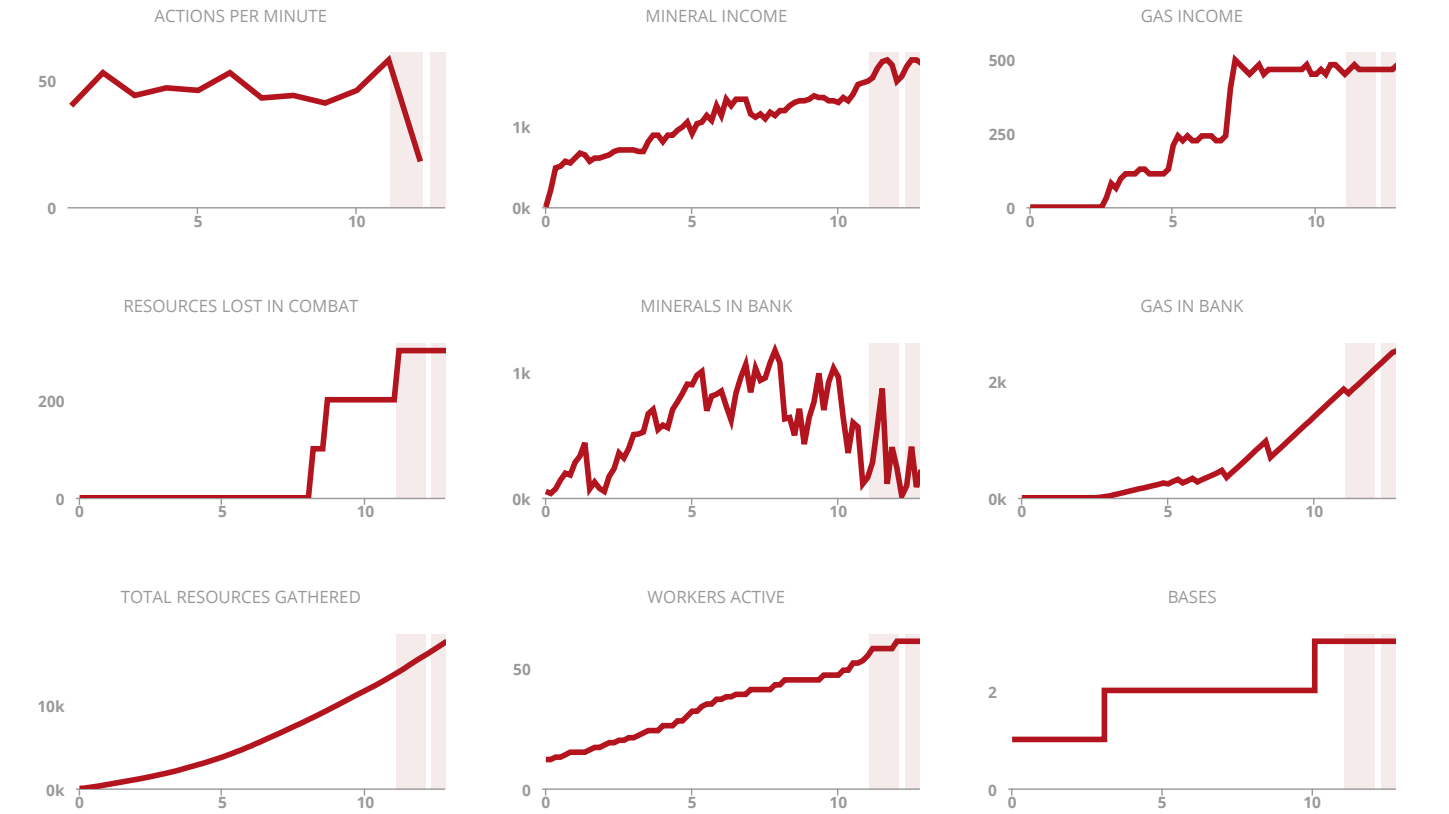 ACTIONS PER MINUTE
50
0
5
10
MINERAL INCOME
1k
0k
0
5
10
GAS INCOME
500
250
0
0
5
10
RESOURCES LOST IN COMBAT
200
0
0
5
10
MINERALS IN BANK
1k
0k
0
5
10
GAS IN BANK
2k
0k
0
5
10
TOTAL RESOURCES GATHERED
10k
0k
0
5
10
WORKERS ACTIVE
50
0
0
5
10
BASES
2
0
0
5
10